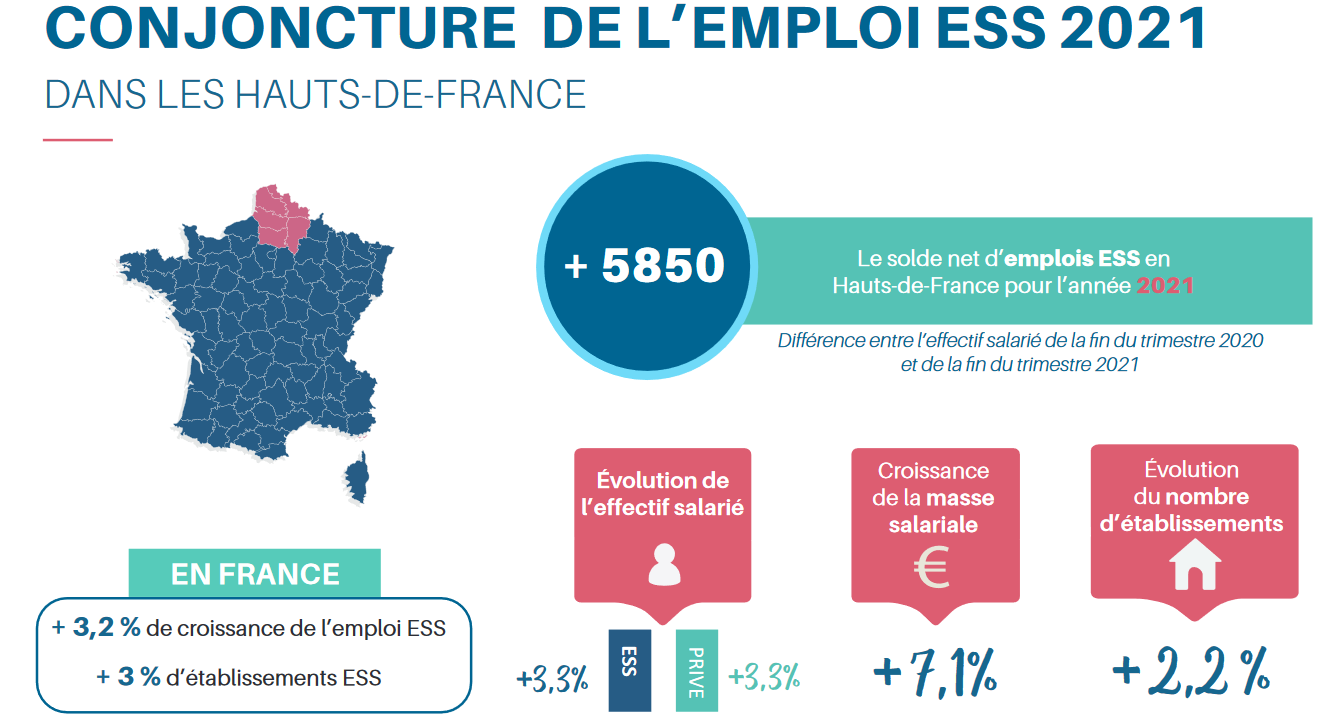 CONJONCTURE DE L'EMPLOI ESS 2021
DANS LES HAUTS-DE-FRANCE
+ 5850
Le solde net d'emplois ESS en
Hauts-de-France pour l'année 2021
Différence entre l'effectif salarié de la fin du trimestre 2020
et de la fin du trimestre 2021
EN FRANCE
+ 3,2 % de croissance de l'emploi ESS
+ 3 % d'établissements ESS
Évolution de
l'effectif salarié
+3,3%
ESS
PRIVE
+3,3%
Croissance
de la masse
salariale
€
+7,1%
Évolution
du nombre
d'établissements
+2,2 %